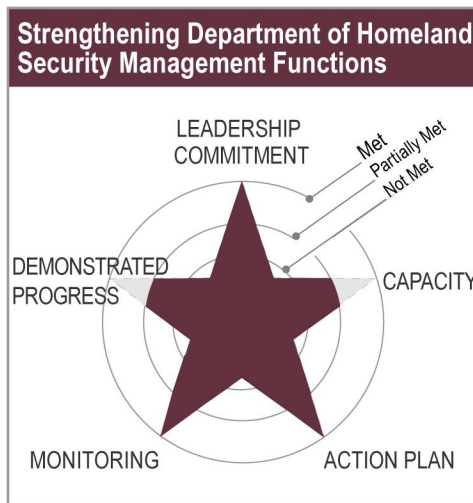 Strengthening Department of Homeland
Security Management Functions
LEADERSHIP
COMMITMENT
Met
Partially Met
Not Met
DEMONSTRATED
PROGRESS
CAPACITY
MONITORING
ACTION PLAN